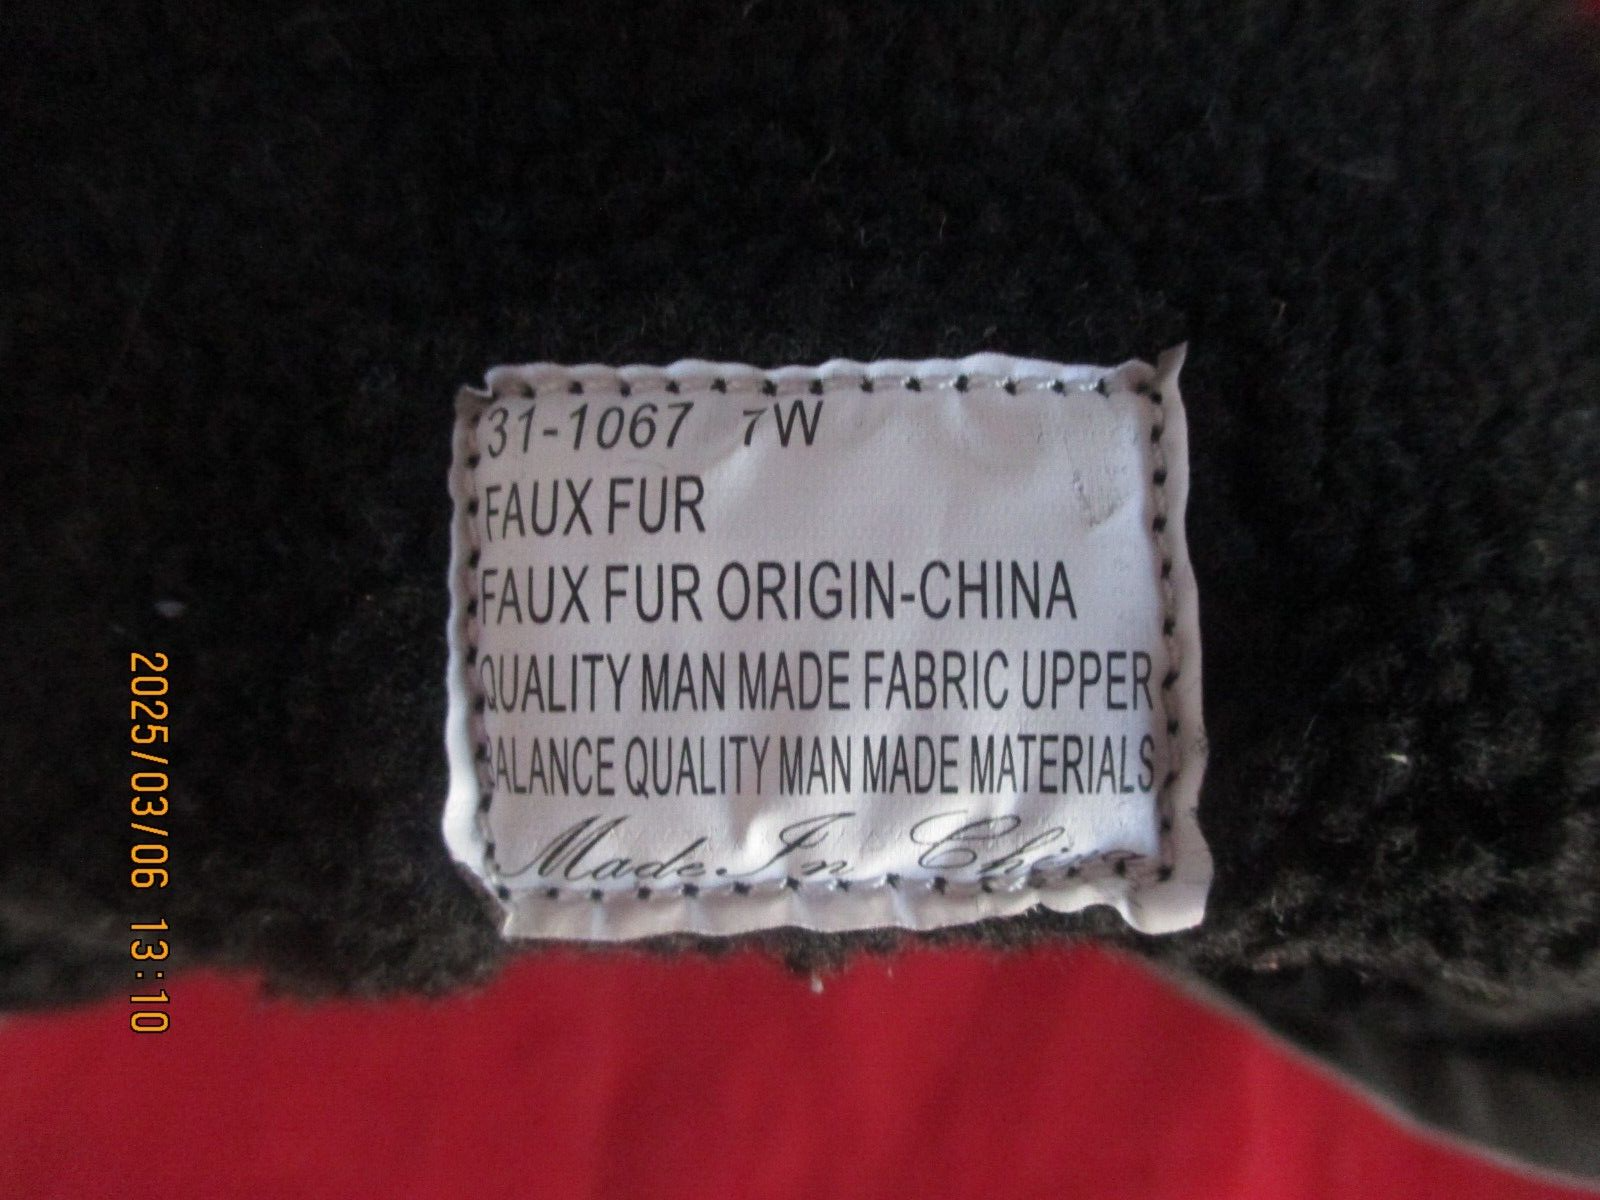 31-1067 7W
FAUX FUR
FAUX FUR ORIGIN-CHINA
QUALITY MAN MADE FABRIC UPPER
BALANCE QUALITY MAN MADE MATERIALS
Made In China
2025/03/06 13:10